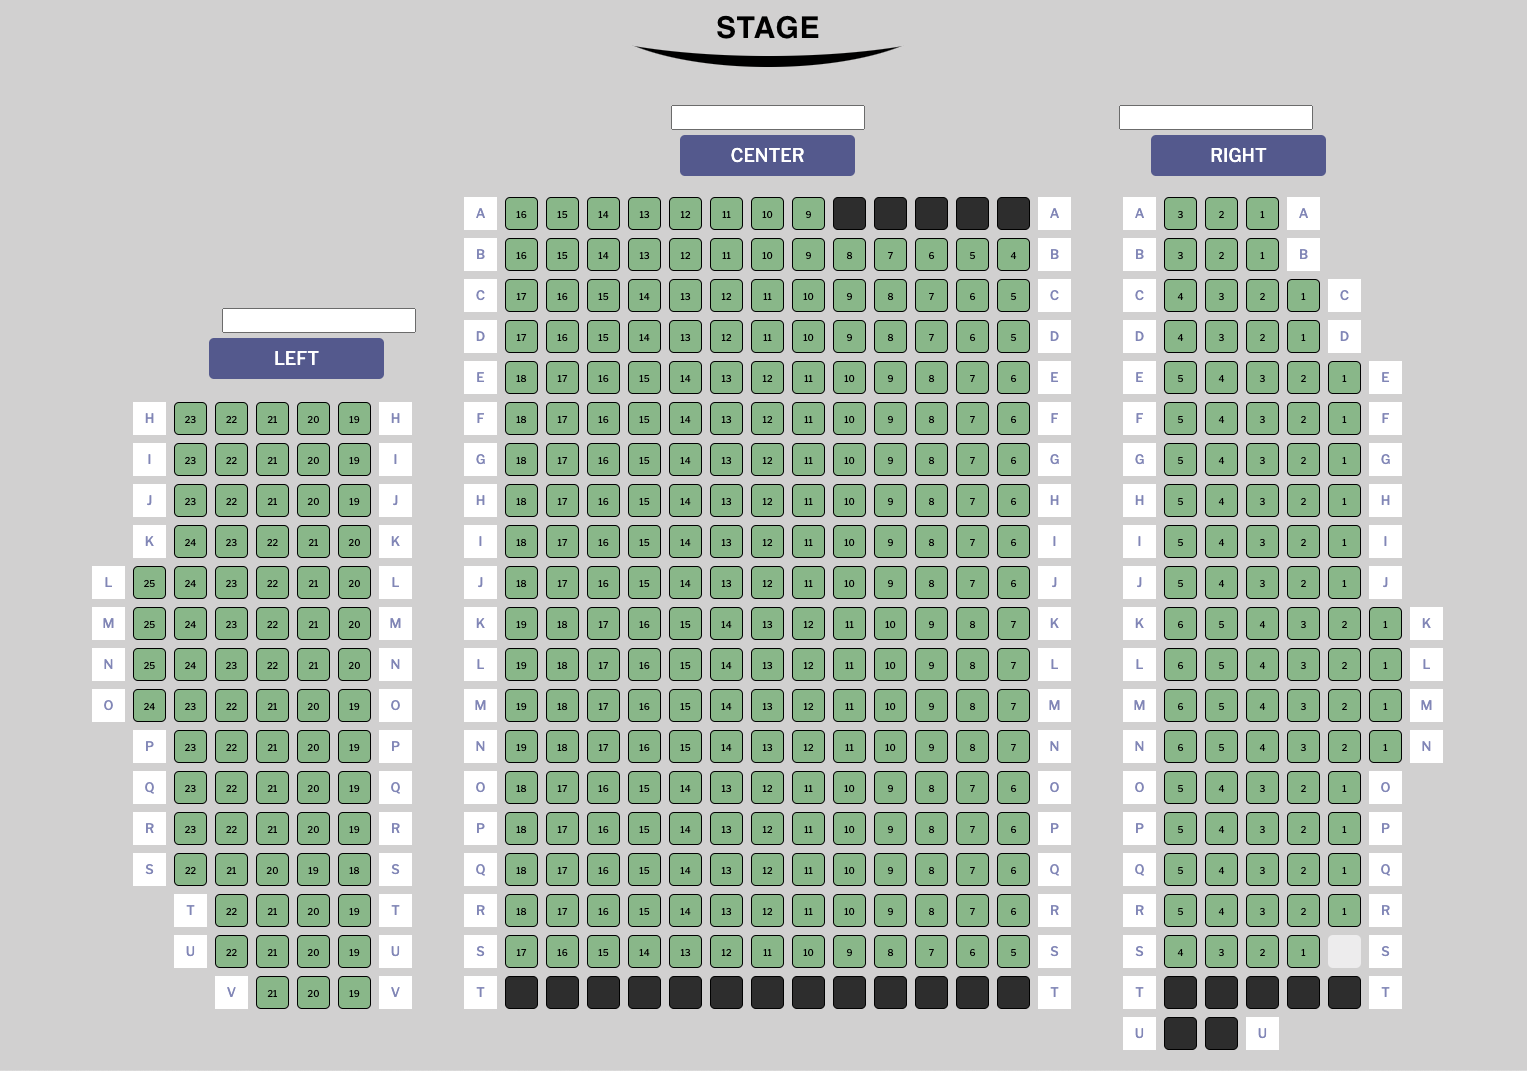 STAGE
CENTER RIGHT
A 16 15 14 13 12 11 10 9 A A 3 2 1 A
B 16 15 14 13 12 11 10 9 8 7 6 5 4 B B 3 2 1 B
C 17 16 15 14 13 12 11 10 9 8 7 6 5 C C 4 3 2 1 C
D 17 16 15 14 13 12 11 10 9 8 7 6 5 D D 4 3 2 1 D
LEFT
E 18 17 16 15 14 13 12 11 10 9 8 7 6 E E 5 4 3 2 1 E
H 23 22 21 20 19 H F 18 17 16 15 14 13 12 11 10 9 8 7 6 F F 5 4 3 2 1 F
I 23 22 21 20 19 I G 18 17 16 15 14 13 12 11 10 9 8 7 6 G G 5 4 3 2 1 G
J 23 22 21 20 19 J H 18 17 16 15 14 13 12 11 10 9 8 7 6 H H 5 4 3 2 1 H
K 24 23 22 21 20 K I 18 17 16 15 14 13 12 11 10 9 8 7 6 I I 5 4 3 2 1 I
L 25 24 23 22 21 20 L J 18 17 16 15 14 13 12 11 10 9 8 7 6 J J 5 4 3 2 1 J
M 25 24 23 22 21 20 M K 19 18 17 16 15 14 13 12 11 10 9 8 7 K K 6 5 4 3 2 1 K
N 25 24 23 22 21 20 N L 19 18 17 16 15 14 13 12 11 10 9 8 7 L L 6 5 4 3 2 1 L
O 24 23 22 21 20 19 O M 19 18 17 16 15 14 13 12 11 10 9 8 7 M M 6 5 4 3 2 1 M
P 23 22 21 20 19 P N 19 18 17 16 15 14 13 12 11 10 9 8 7 N N 6 5 4 3 2 1 N
Q 23 22 21 20 19 Q O 18 17 16 15 14 13 12 11 10 9 8 7 6 O O 5 4 3 2 1 O
R 23 22 21 20 19 R P 18 17 16 15 14 13 12 11 10 9 8 7 6 P P 5 4 3 2 1 P
S 22 21 20 19 18 S Q 18 17 16 15 14 13 12 11 10 9 8 7 6 Q Q 5 4 3 2 1 Q
T 22 21 20 19 T R 18 17 16 15 14 13 12 11 10 9 8 7 6 R R 5 4 3 2 1 R
U 22 21 20 19 U S 17 16 15 14 13 12 11 10 9 8 7 6 5 S S 4 3 2 1 S
V 21 20 19 V T T T T
U U